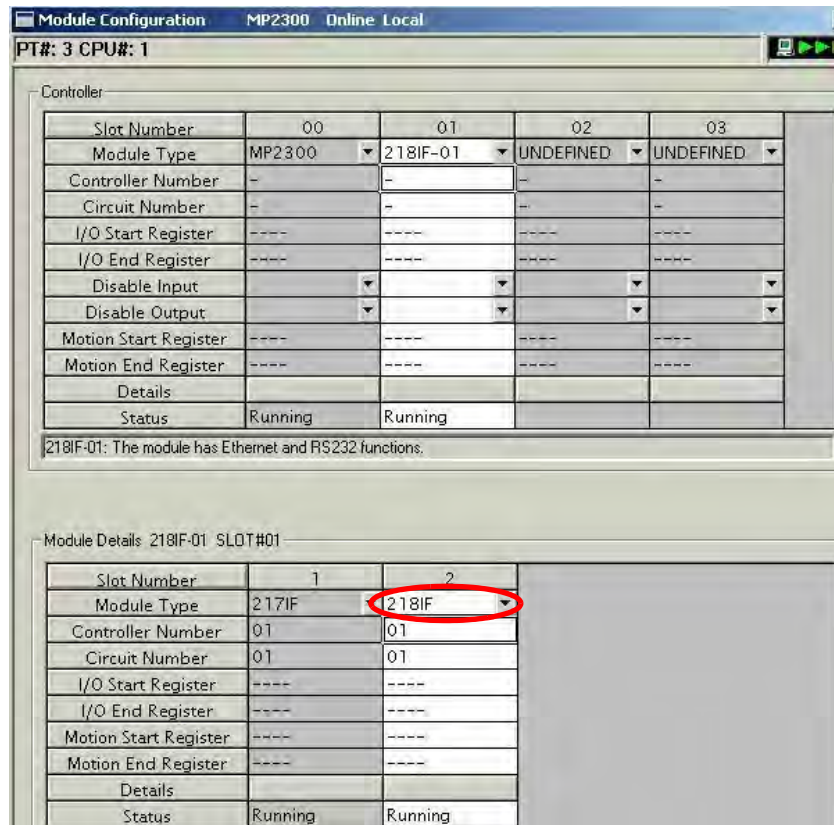 Module Configuration MP2300 Online Local
PT#: 3 CPU#: 1
Controller
Slot Number 00 01 02 03
Module Type MP2300 218IF-01 UNDEFINED UNDEFINED
Controller Number - - - -
Circuit Number - - - -
I/O Start Register ---- ---- ---- ----
I/O End Register ---- ---- ---- ----
Disable Input
Disable Output
Motion Start Register ---- ---- ---- ----
Motion End Register ---- ---- ---- ----
Details
Status Running Running
218IF-01: The module has Ethernet and RS232 functions.
Module Details 218IF-01 SLOT#01
Slot Number 1 2
Module Type 217IF 218IF
Controller Number 01 01
Circuit Number 01 01
I/O Start Register ---- ----
I/O End Register ---- ----
Motion Start Register ---- ----
Motion End Register ---- ----
Details
Status Running Running